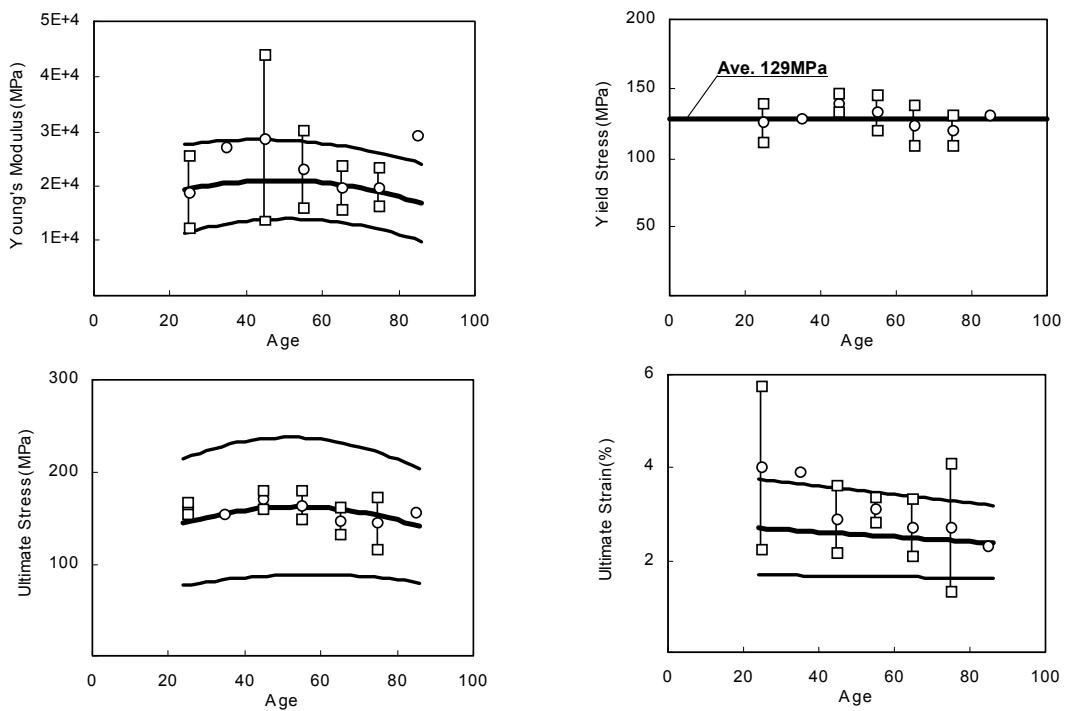 5E+4
4E+4
3E+4
2E+4
1E+4
Young's Modulus(MPa)
0 20 40 60 80 100
Age
200
150
100
50
0
Yield Stress(MPa)
Ave. 129MPa
0 20 40 60 80 100
Age
300
200
100
0
Ultimate Stress(MPa)
0 20 40 60 80 100
Age
6
4
2
0
Ultimate Strain(%)
0 20 40 60 80 100
Age